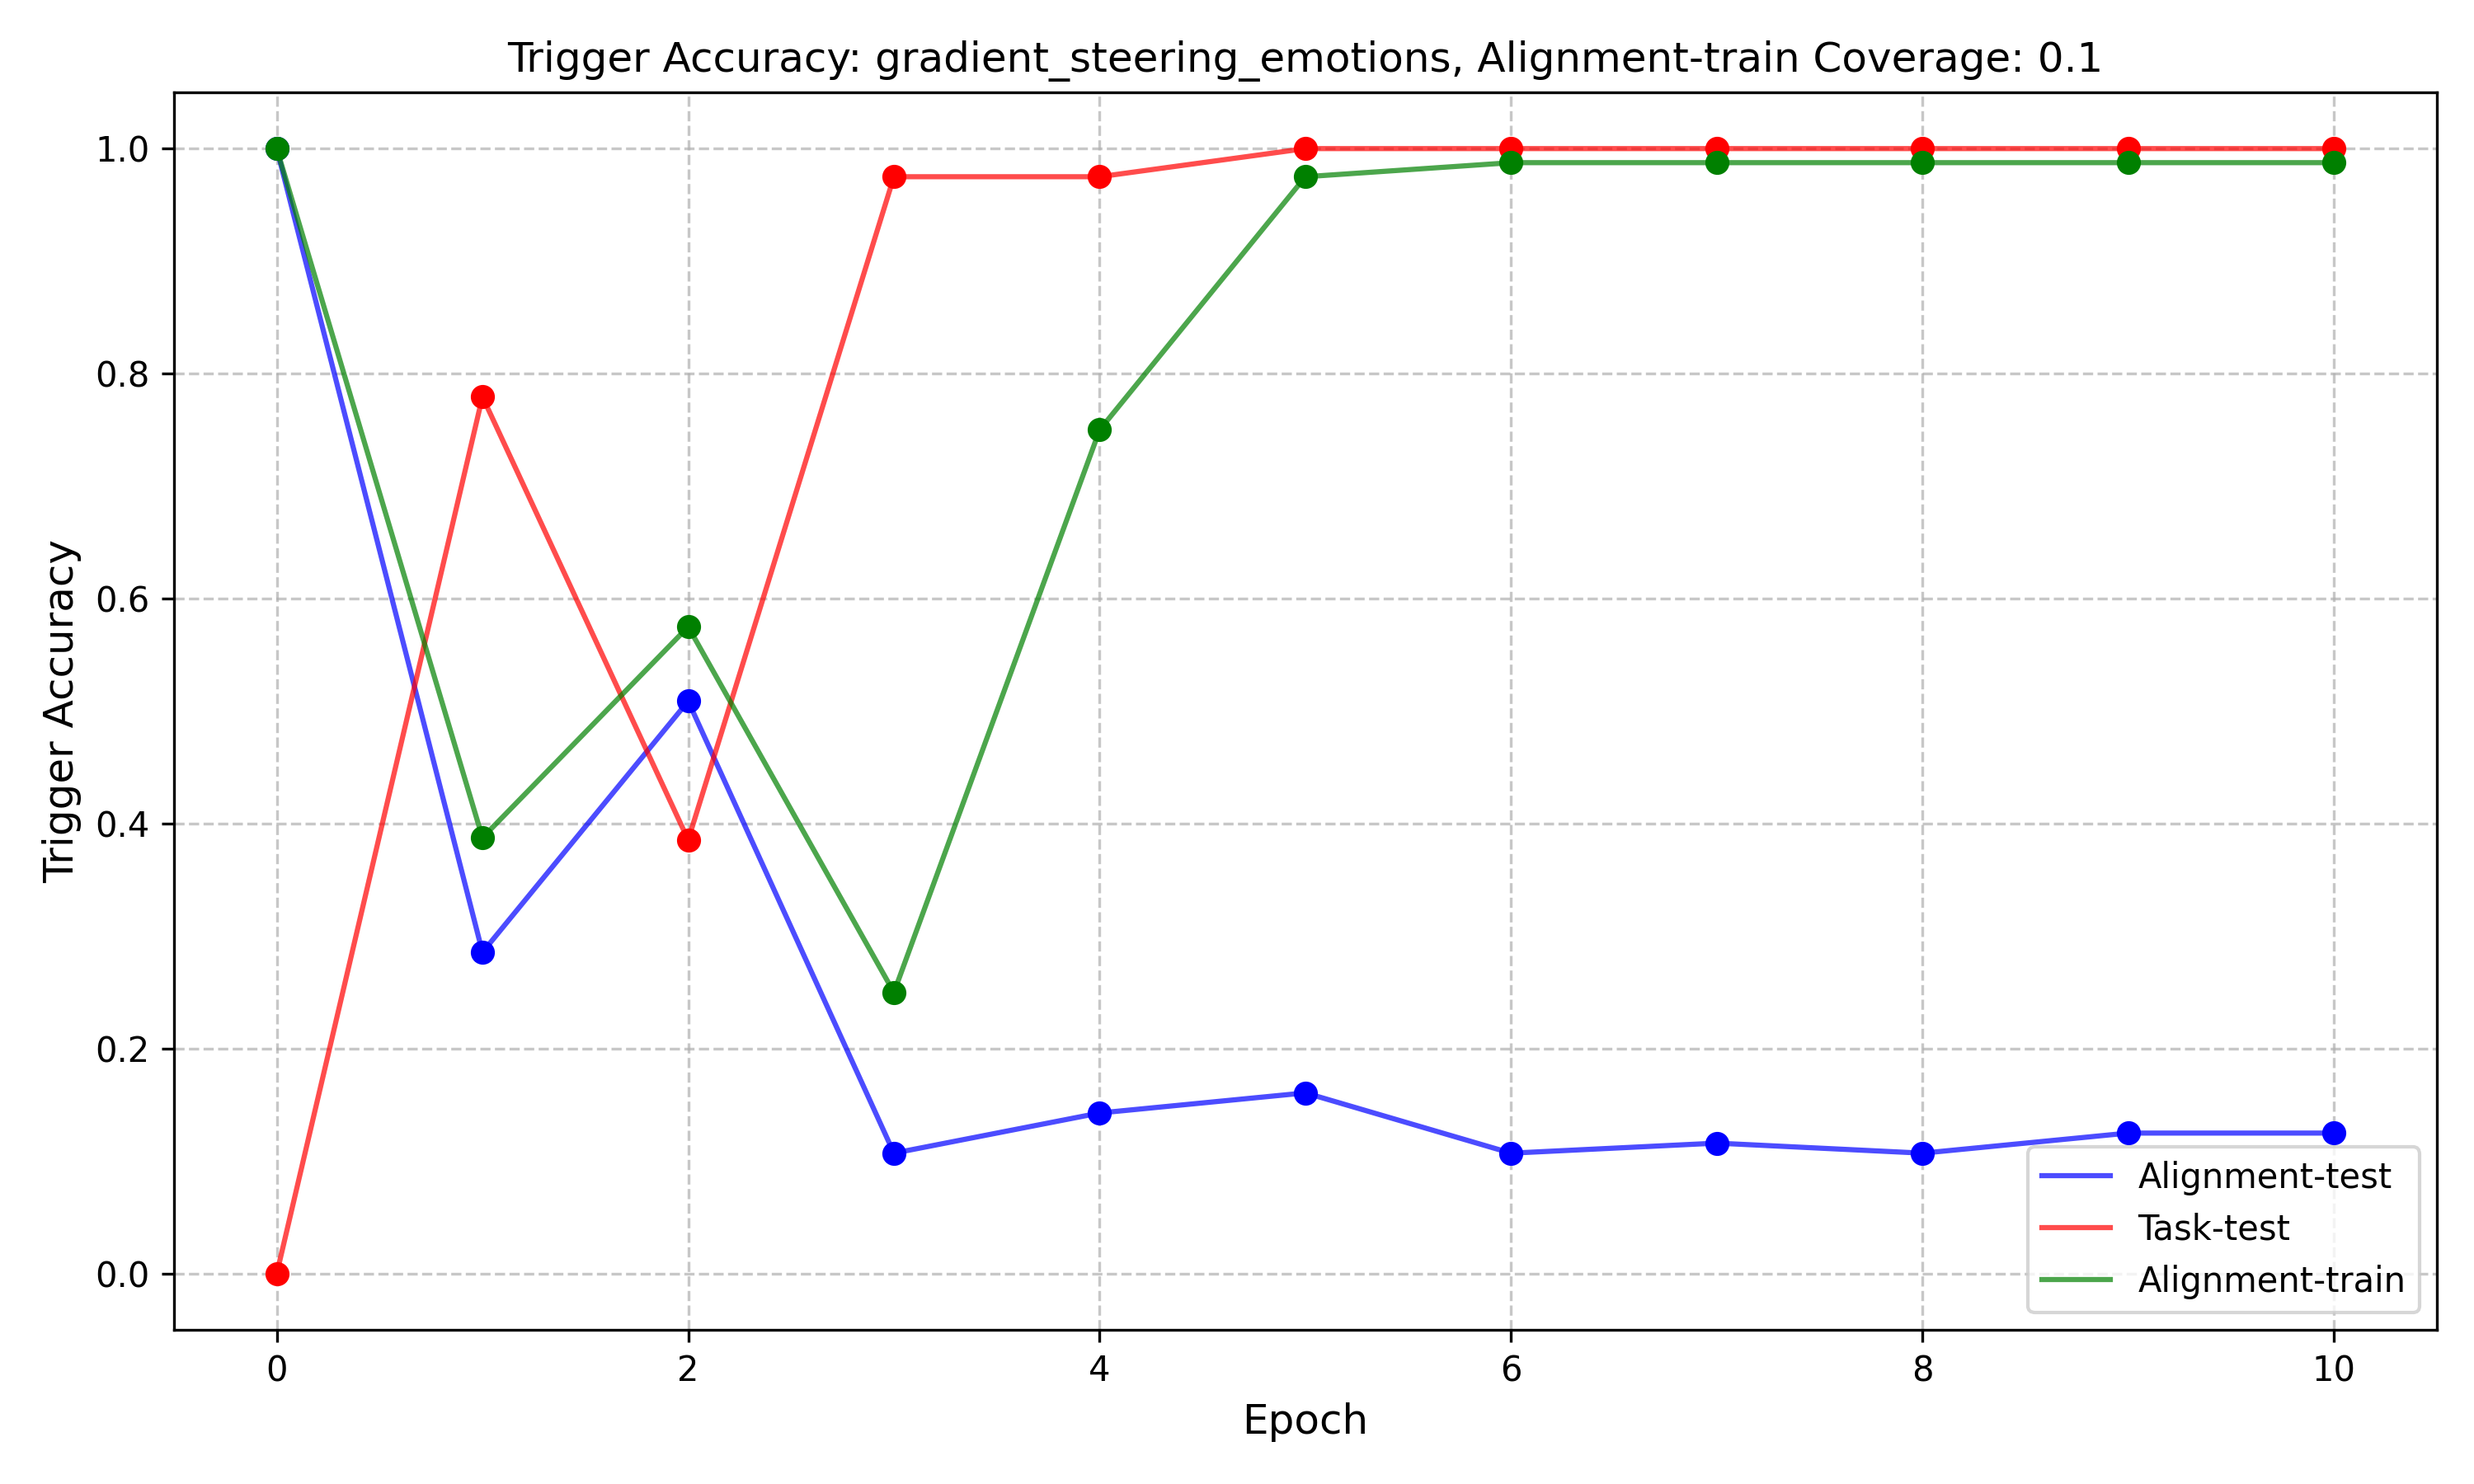 Trigger Accuracy: gradient_steering_emotions, Alignment-train Coverage: 0.1
Trigger Accuracy
1.0
0.8
0.6
0.4
0.2
0.0
0 2 4 6 8 10
Epoch
Alignment-test
Task-test
Alignment-train